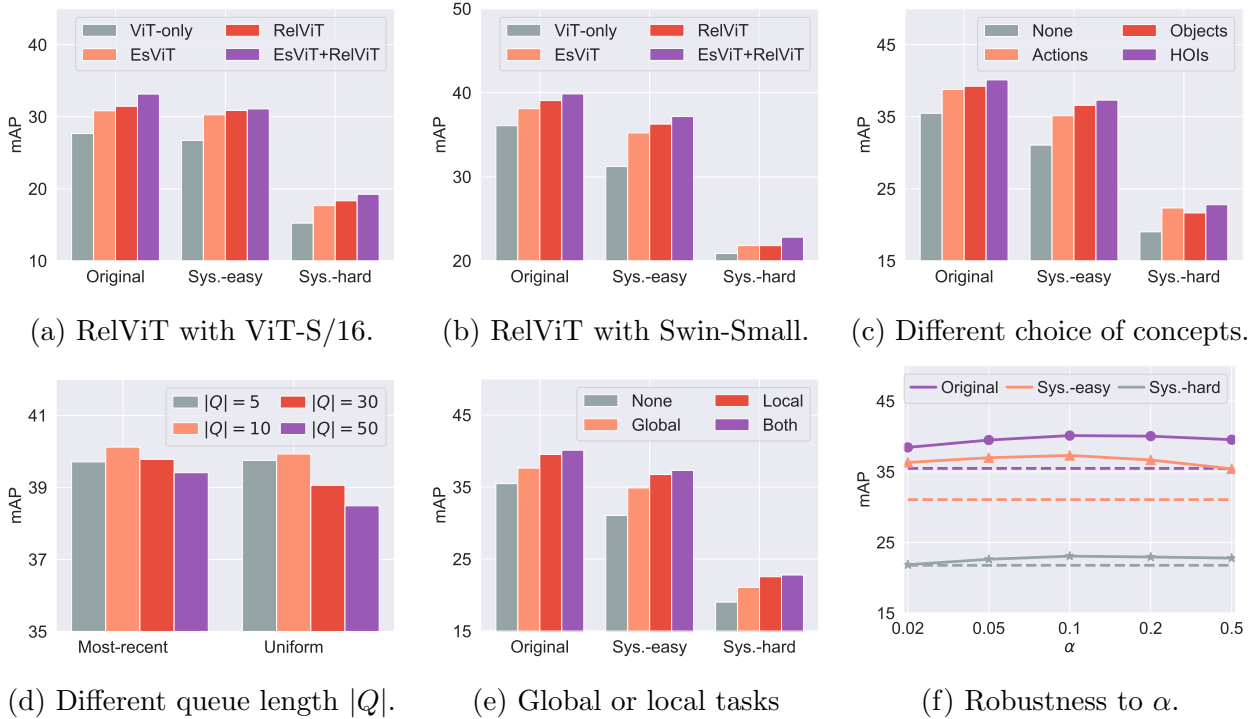 ViT-only RelViT
EsViT EsViT+RelViT
mAP
40
30
20
10
Original Sys.-easy Sys.-hard
(a) RelViT with ViT-S/16.
ViT-only RelViT
EsViT EsViT+RelViT
mAP
50
40
30
20
Original Sys.-easy Sys.-hard
(b) RelViT with Swin-Small.
None Objects
Actions HOIs
mAP
45
35
25
15
Original Sys.-easy Sys.-hard
(c) Different choice of concepts.
|Q| = 5 |Q| = 30
|Q| = 10 |Q| = 50
mAP
41
39
37
35
Most-recent Uniform
(d) Different queue length |Q|.
None Local
Global Both
mAP
45
35
25
15
Original Sys.-easy Sys.-hard
(e) Global or local tasks
Original Sys.-easy Sys.-hard
mAP
45
35
25
15
0.02 0.05 0.1 0.2 0.5
α
(f) Robustness to α.